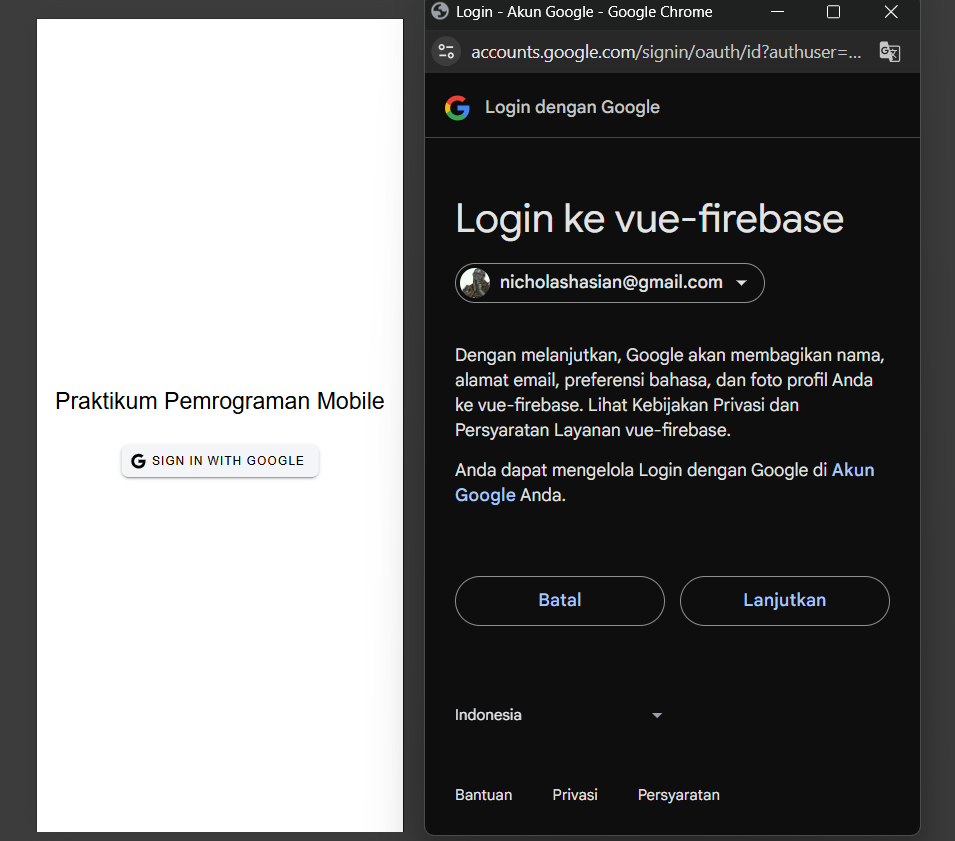 Praktikum Pemrograman Mobile
SIGN IN WITH GOOGLE
Login - Akun Google - Google Chrome
accounts.google.com/signin/oauth/id?authuser=...
Login dengan Google
Login ke vue-firebase
nicholashasian@gmail.com
Dengan melanjutkan, Google akan membagikan nama,
alamat email, preferensi bahasa, dan foto profil Anda
ke vue-firebase. Lihat Kebijakan Privasi dan
Persyaratan Layanan vue-firebase.
Anda dapat mengelola Login dengan Google di Akun
Google Anda.
Batal
Lanjutkan
Indonesia
Bantuan
Privasi
Persyaratan